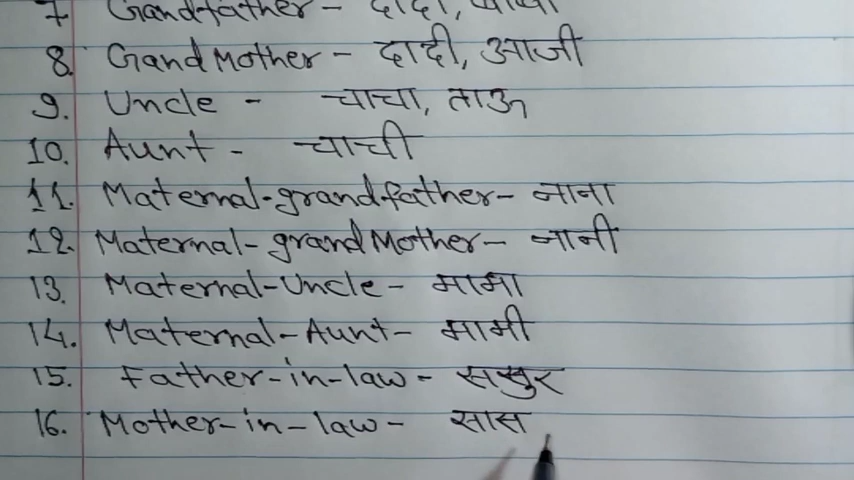 7 Grandfather - दादा, बाबा
8. GrandMother - दादी, आजी
9. Uncle - चाचा, ताऊ
10. Aunt - चाची
11. Maternal-grandfather- नाना
12. Maternal-grandMother- नानी
13. Maternal-Uncle- मामा
14. Maternal-Aunt- मामी
15. Father-in-law- ससुर
16. Mother-in-law- सास